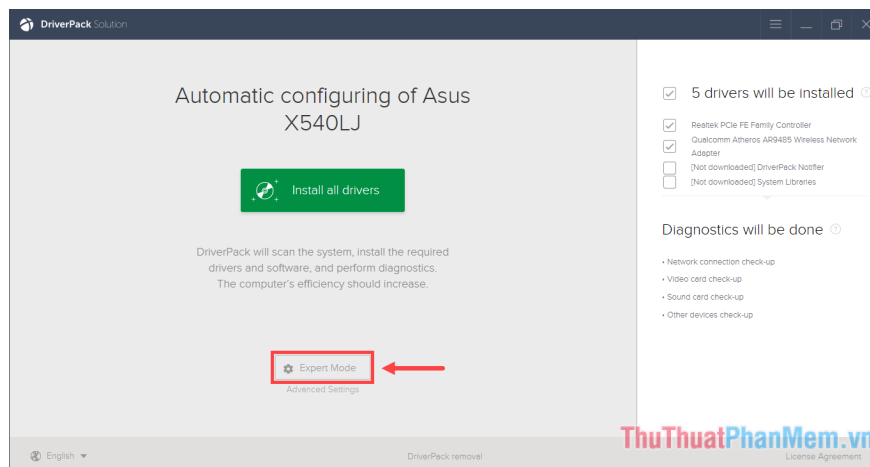 DriverPack Solution
Automatic configuring of Asus
X540LJ
Install all drivers
DriverPack will scan the system, install the required
drivers and software, and perform diagnostics.
The computer's efficiency should increase.
Expert Mode
Advanced Settings
5 drivers will be installed ?
Realtek PCIe FE Family Controller
Qualcomm Atheros AR9485 Wireless Network
Adapter
[Not downloaded] DriverPack Notifier
[Not downloaded] System Libraries
Diagnostics will be done ?
• Network connection check-up
• Video card check-up
• Sound card check-up
• Other devices check-up
ThuThuatPhanMem.vn
English
DriverPack removal
License Agreement